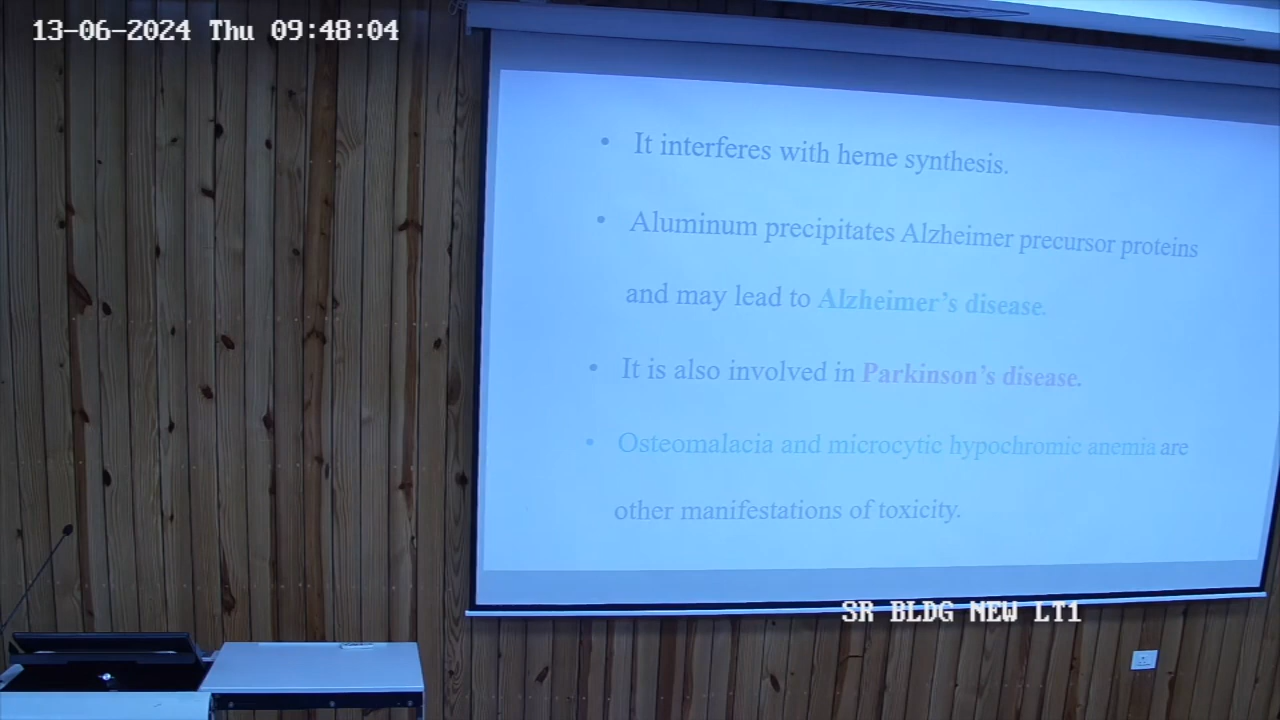 13-06-2024 Thu 09:48:04
• It interferes with heme synthesis.
• Aluminum precipitates Alzheimer precursor proteins
and may lead to Alzheimer’s disease.
• It is also involved in Parkinson’s disease.
• Osteomalacia and microcytic hypochromic anemia are
other manifestations of toxicity.
SR BLDG NEW LT1